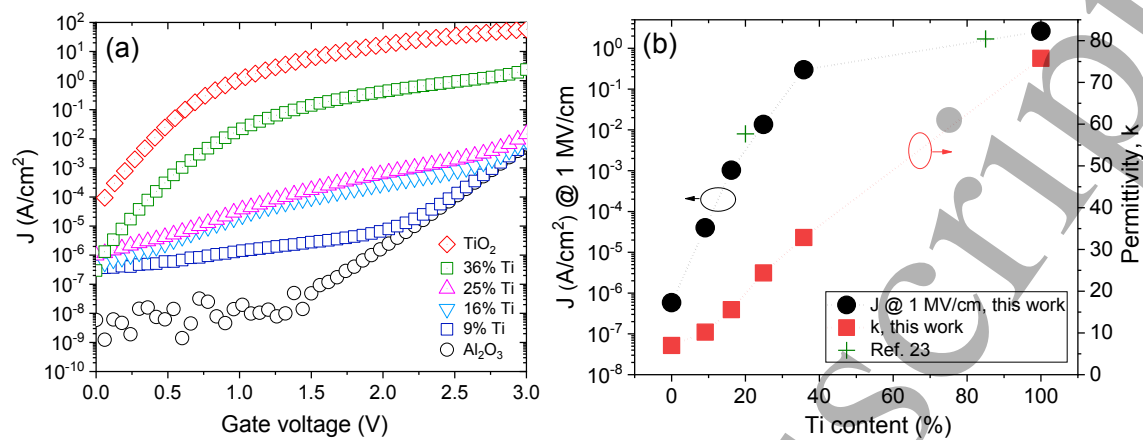 (a)
J (A/cm²)
10²
10¹
10⁰
10⁻¹
10⁻²
10⁻³
10⁻⁴
10⁻⁵
10⁻⁶
10⁻⁷
10⁻⁸
10⁻⁹
10⁻¹⁰
TiO₂
36% Ti
25% Ti
16% Ti
9% Ti
Al₂O₃
0.0 0.5 1.0 1.5 2.0 2.5 3.0
Gate voltage (V)
(b)
J (A/cm²) @ 1 MV/cm
10⁰
10⁻¹
10⁻²
10⁻³
10⁻⁴
10⁻⁵
10⁻⁶
10⁻⁷
10⁻⁸
J @ 1 MV/cm, this work
k, this work
Ref. 23
0 20 40 60 80 100
Ti content (%)
80
70
60
50
40
30
20
10
0
Permittivity, k
script